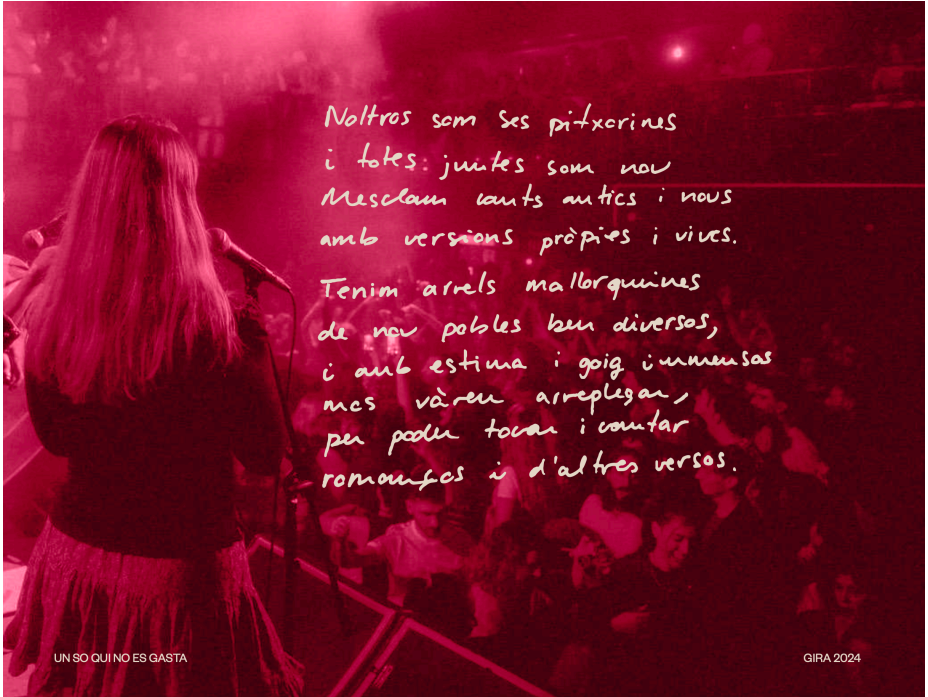 Noltros som ses pitxorines
i totes juntes som nou
Mesclam cants antics i nous
amb versions pròpies i vives.
Tenim arrels mallorquines
de nou pobles ben diversos,
i amb estima i goig immensos
mos vàren arreplegar,
per poder tocar i cantar
romanços i d'altres versos.
UN SO QUI NO ES GASTA
GIRA 2024